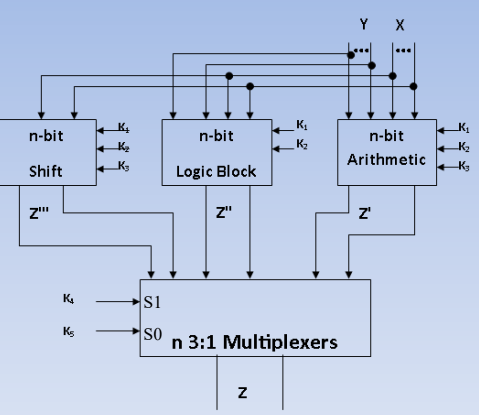 Y X
••• •••
n-bit
Shift
K₁
K₂
K₃
n-bit
Logic Block
K₁
K₂
n-bit
Arithmetic
K₁
K₂
K₃
Z'''
Z''
Z'
K₄
S1
K₅
S0
n 3:1 Multiplexers
Z